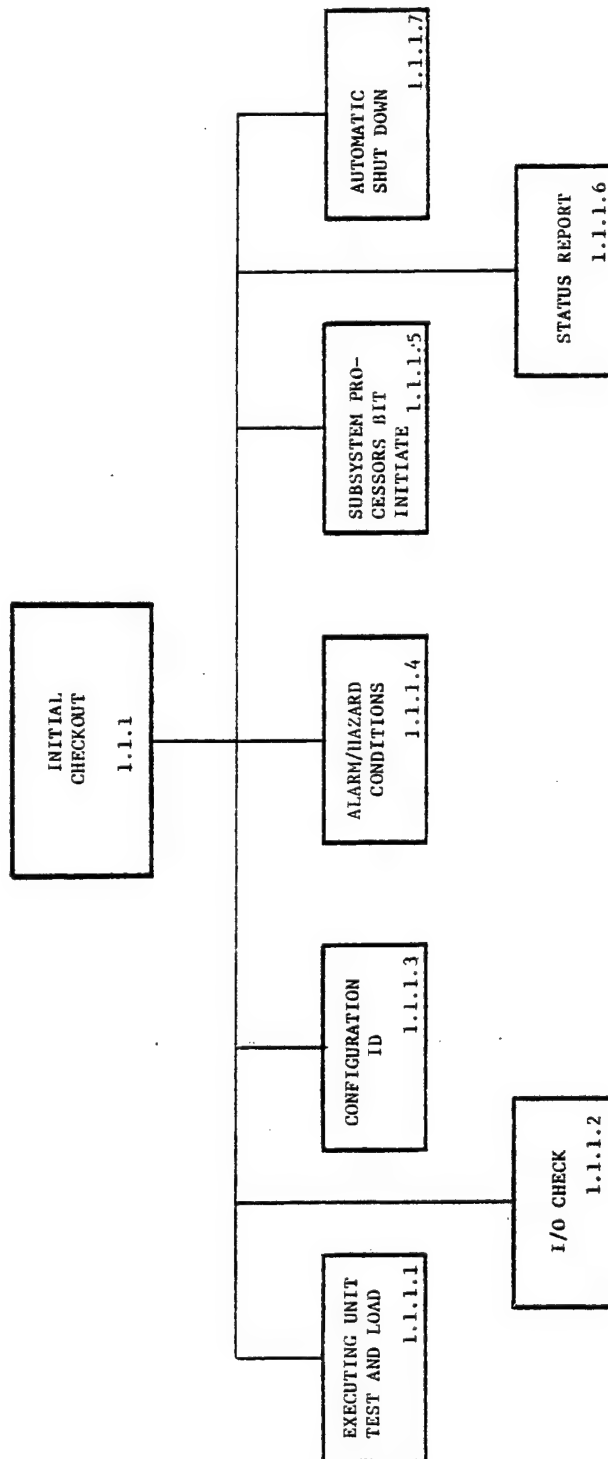 INITIAL
CHECKOUT
1.1.1
EXECUTING UNIT
TEST AND LOAD
1.1.1.1
I/O CHECK
1.1.1.2
CONFIGURATION
ID
1.1.1.3
ALARM/HAZARD
CONDITIONS
1.1.1.4
SUBSYSTEM PRO-
CESSORS BIT
INITIATE 1.1.1.5
STATUS REPORT
1.1.1.6
AUTOMATIC
SHUT DOWN
1.1.1.7